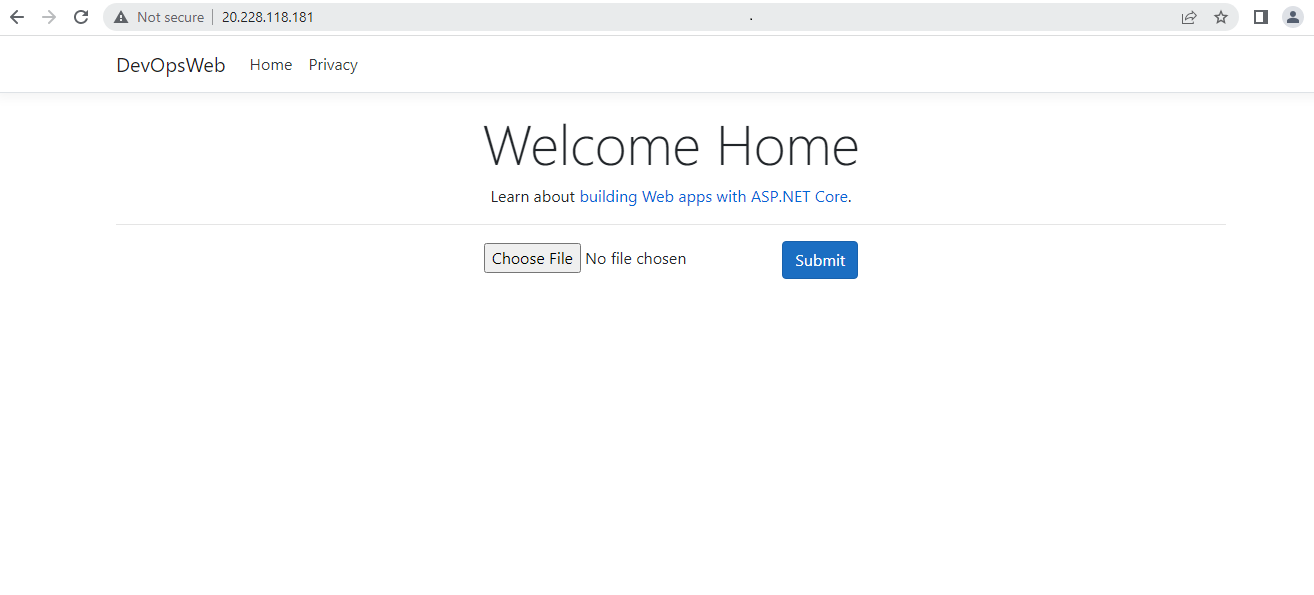 Not secure 20.228.118.181
DevOpsWeb Home Privacy
Welcome Home
Learn about building Web apps with ASP.NET Core.
Choose File No file chosen Submit